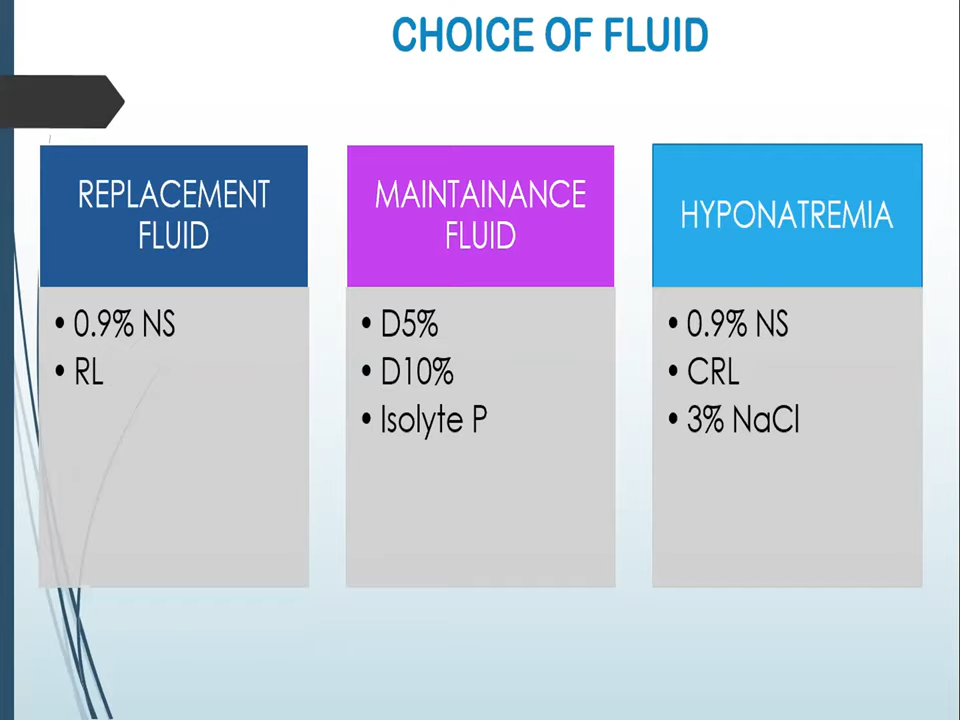 CHOICE OF FLUID
REPLACEMENT
FLUID
• 0.9% NS
• RL
MAINTAINANCE
FLUID
• D5%
• D10%
• Isolyte P
HYPONATREMIA
• 0.9% NS
• CRL
• 3% NaCl